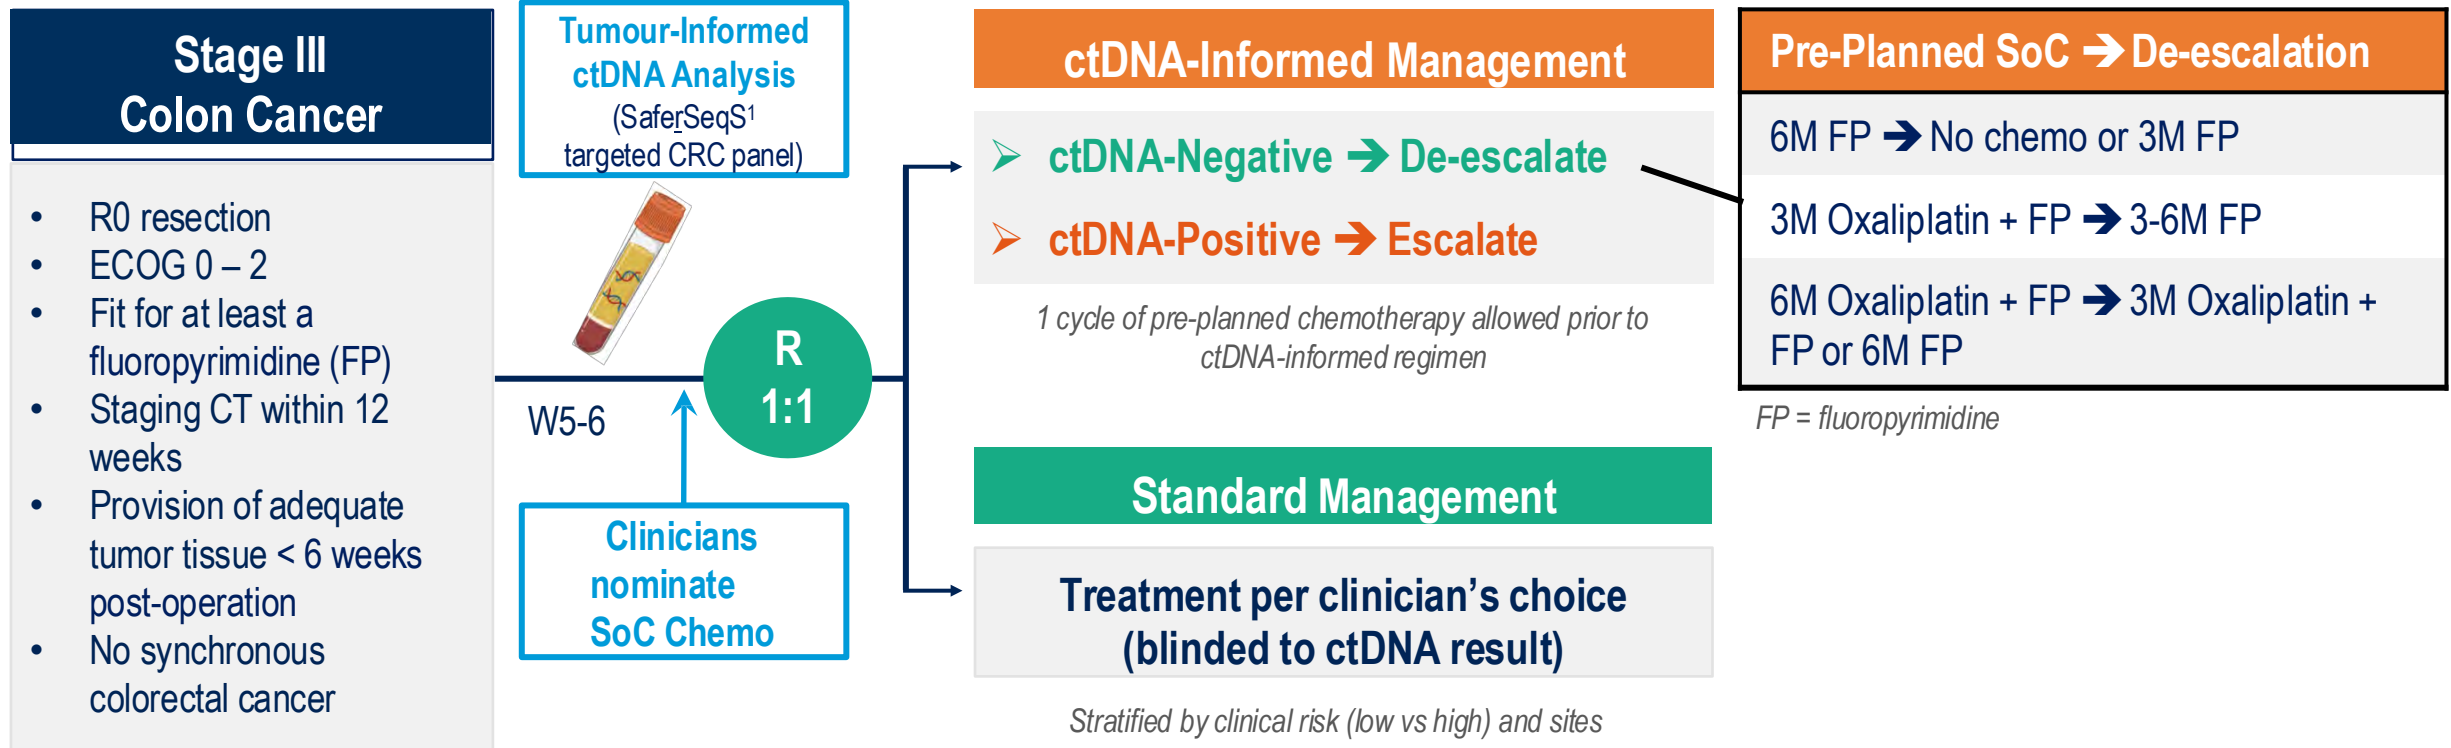 Stage III
Colon Cancer
• R0 resection
• ECOG 0 – 2
• Fit for at least a
fluoropyrimidine (FP)
• Staging CT within 12
weeks
• Provision of adequate
tumor tissue < 6 weeks
post-operation
• No synchronous
colorectal cancer
Tumour-Informed
ctDNA Analysis
(SaferSeqS¹
targeted CRC panel)
W5-6
Clinicians
nominate
SoC Chemo
R
1:1
ctDNA-Informed Management
➢ ctDNA-Negative ➔ De-escalate
➢ ctDNA-Positive ➔ Escalate
1 cycle of pre-planned chemotherapy allowed prior to
ctDNA-informed regimen
Standard Management
Treatment per clinician’s choice
(blinded to ctDNA result)
Stratified by clinical risk (low vs high) and sites
Pre-Planned SoC ➔ De-escalation
6M FP ➔ No chemo or 3M FP
3M Oxaliplatin + FP ➔ 3-6M FP
6M Oxaliplatin + FP ➔ 3M Oxaliplatin +
FP or 6M FP
FP = fluoropyrimidine